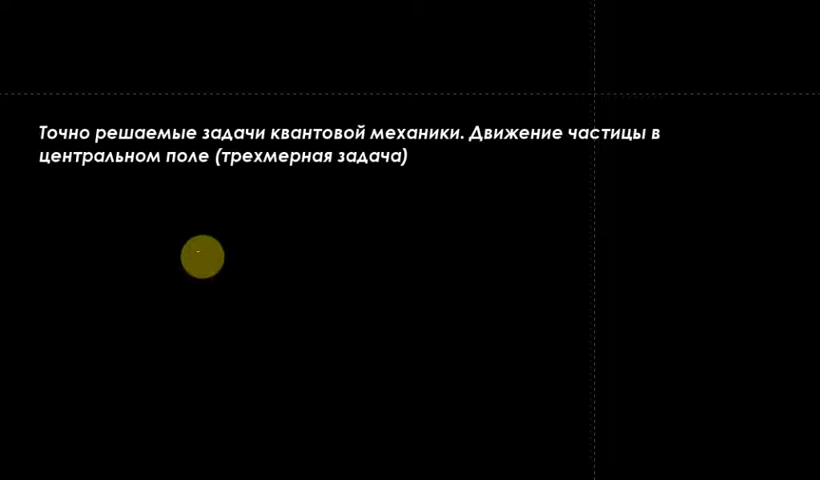 Точно решаемые задачи квантовой механики. Движение частицы в
центральном поле (трехмерная задача)